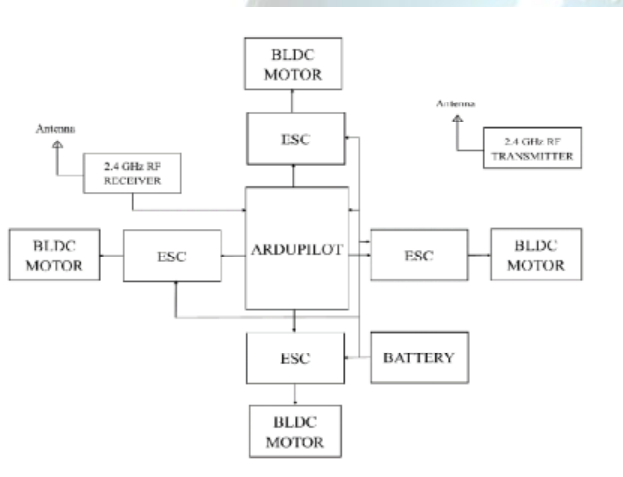 BLDC
MOTOR
Antenna
ESC
Antenna
2.4 GHz RF
TRANSMITTER
2.4 GHz RF
RECEIVER
BLDC
MOTOR
ESC
ARDUPILOT
ESC
BLDC
MOTOR
ESC
BATTERY
BLDC
MOTOR